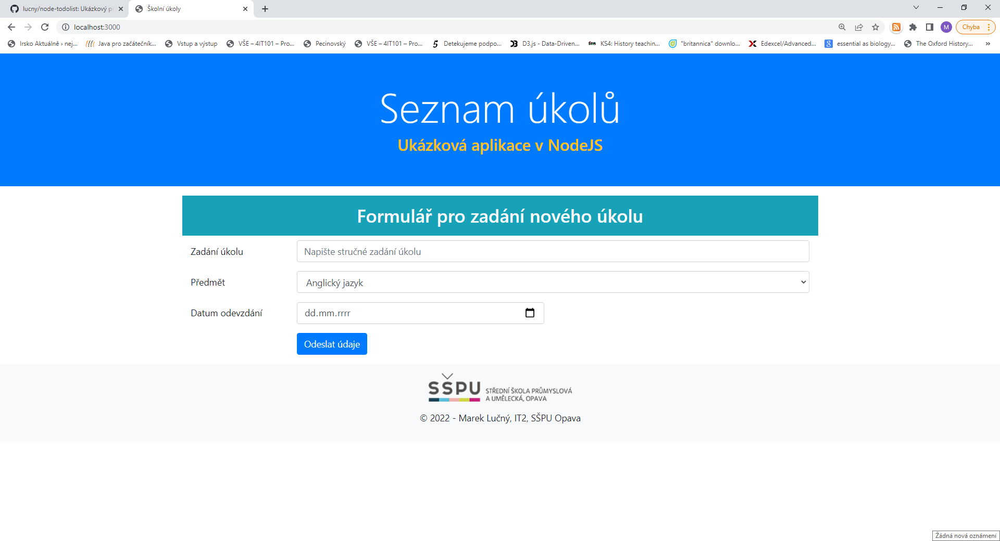 lucny/node-todolist: Ukázkový p
Školní úkoly
localhost:3000
M
Chyba
Irsko Aktuálně › nej...
Java pro začátečník...
Vstup a výstup
VŠE – 4IT101 – Pro...
Pecinovský
VŠE – 4IT101 – Pro...
Detekujeme podpo...
D3.js - Data-Driven...
KS4: History teachin...
"britannica" downlo...
Edexcel/Advanced...
essential as biology...
The Oxford History...
Seznam úkolů
Ukázková aplikace v NodeJS
Formulář pro zadání nového úkolu
Zadání úkolu
Napište stručné zadání úkolu
Předmět
Anglický jazyk
Datum odevzdání
dd.mm.rrrr
Odeslat údaje
SŠPU
STŘEDNÍ ŠKOLA PRŮMYSLOVÁ
A UMĚLECKÁ, OPAVA
© 2022 - Marek Lučný, IT2, SŠPU Opava
Žádná nová oznámení